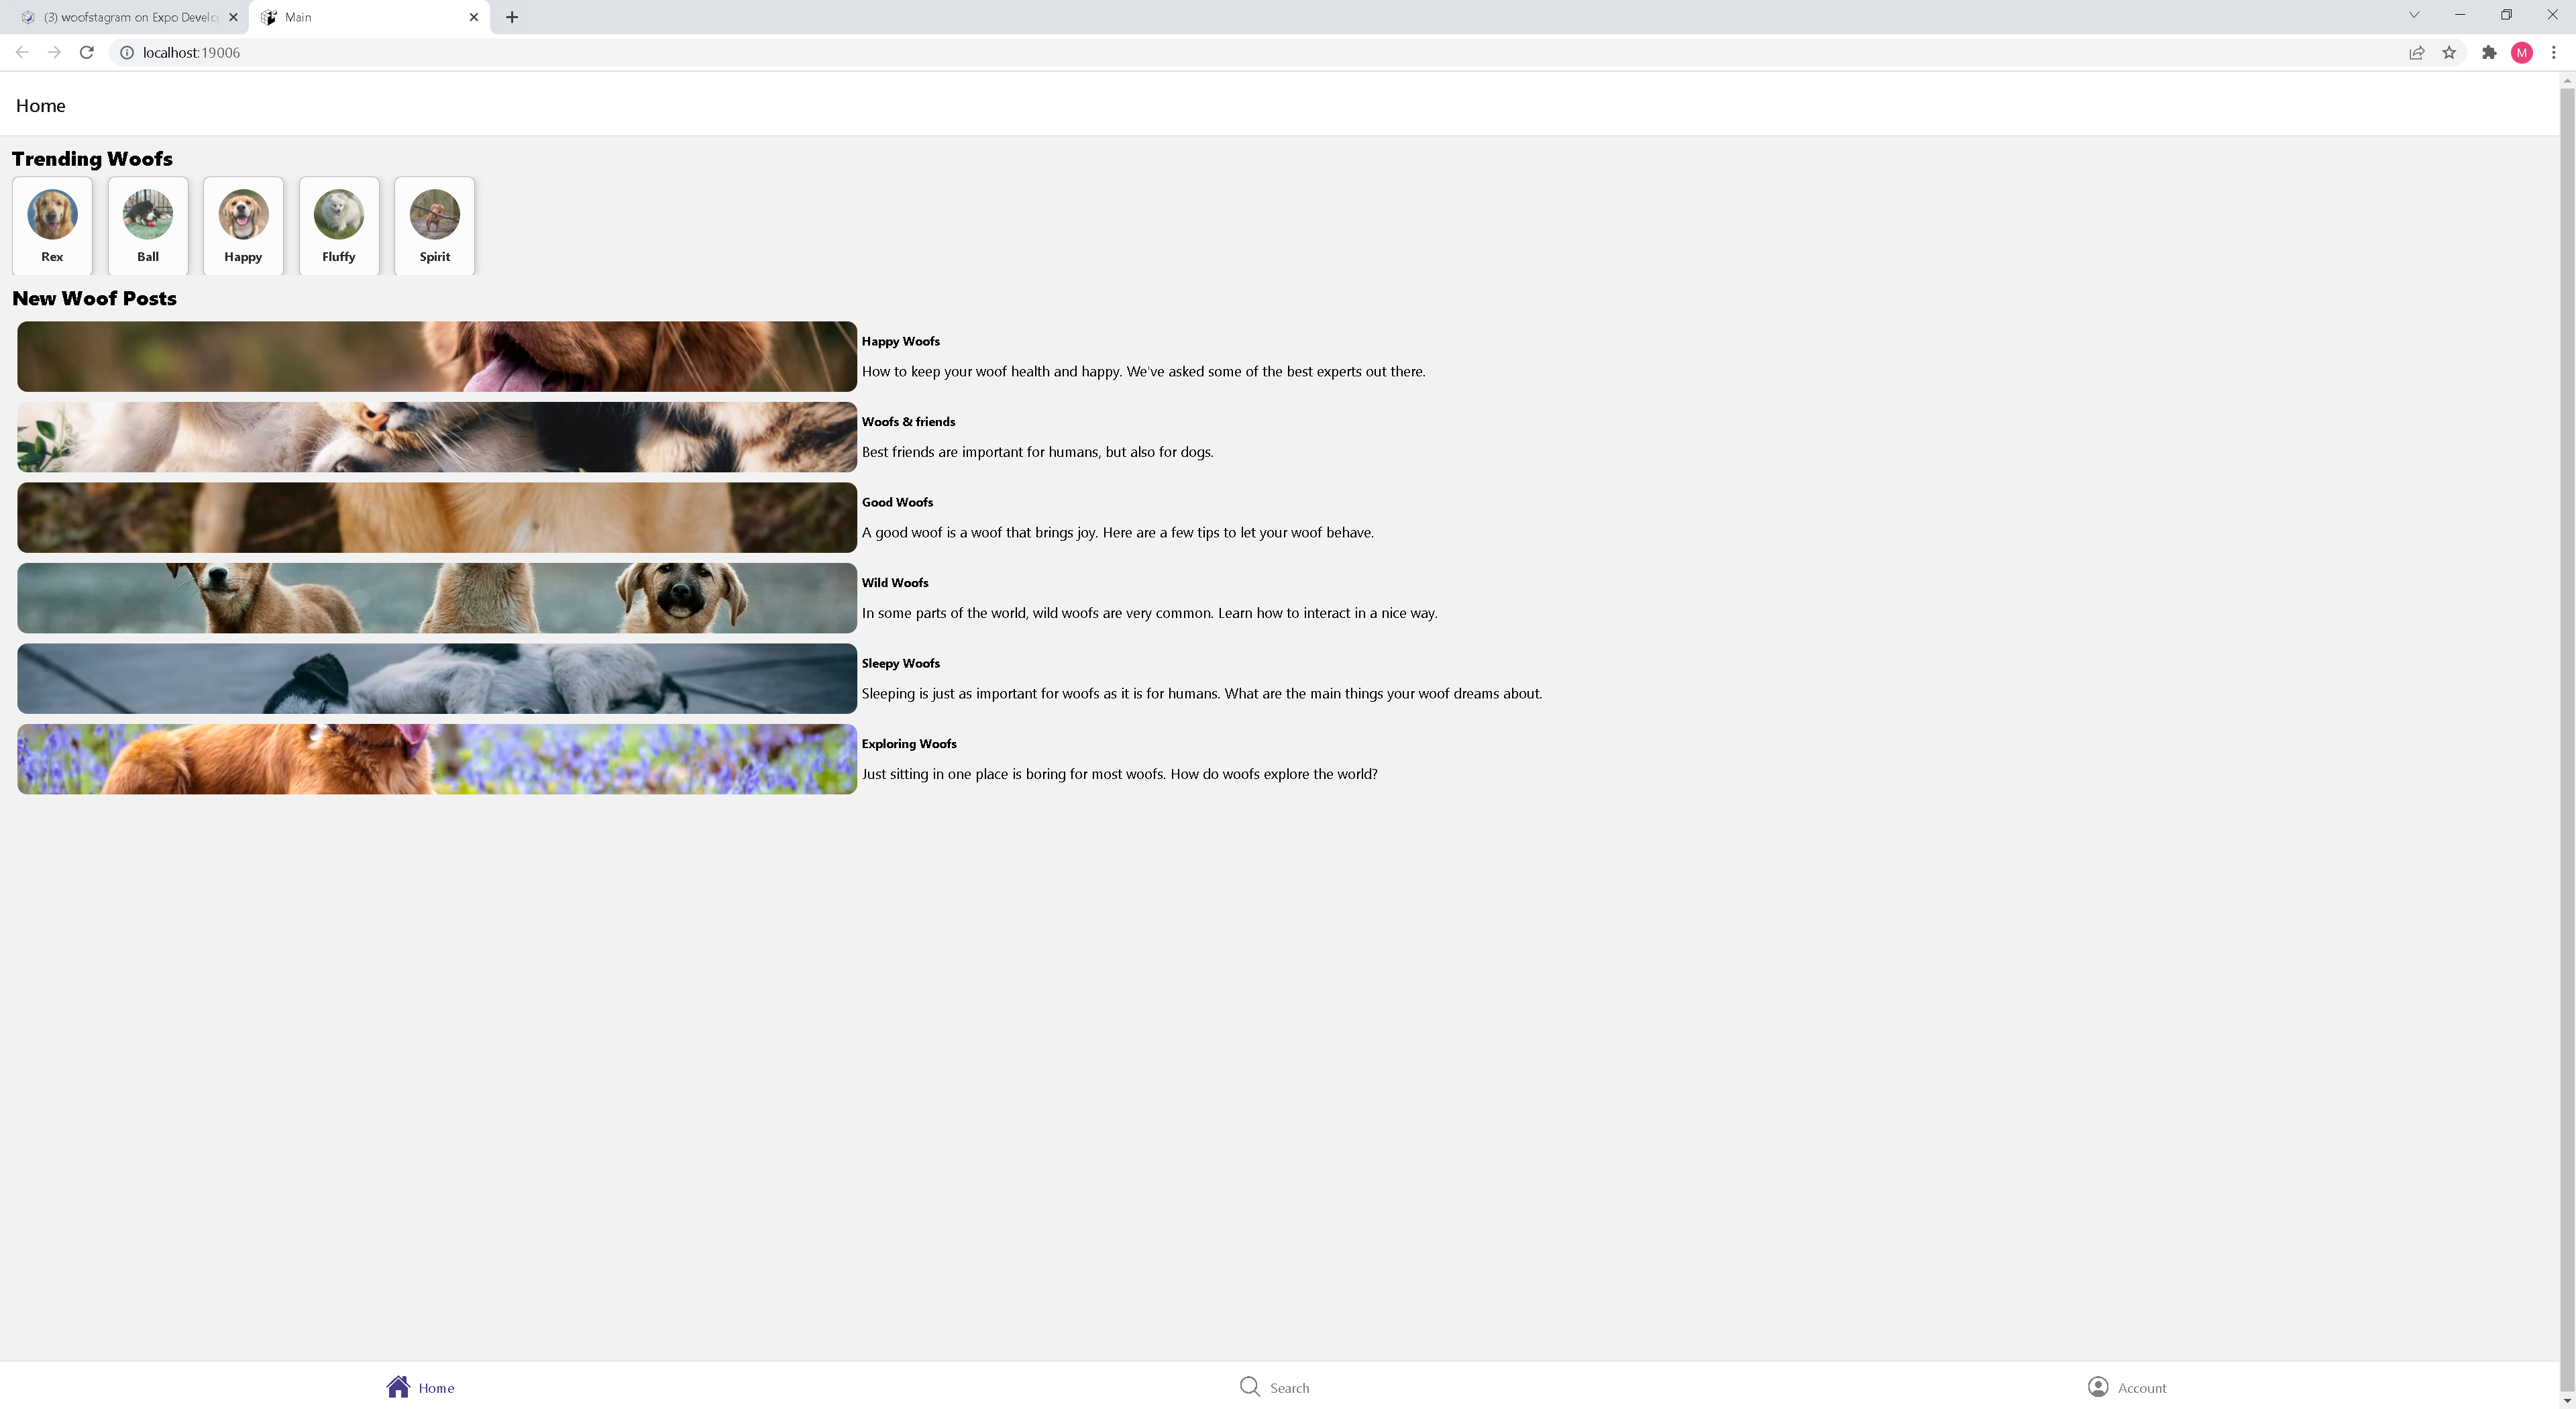 (3) woofstagram on Expo Develo
Main
localhost:19006
M
Home
Trending Woofs
Rex
Ball
Happy
Fluffy
Spirit
New Woof Posts
Happy Woofs
How to keep your woof health and happy. We've asked some of the best experts out there.
Woofs & friends
Best friends are important for humans, but also for dogs.
Good Woofs
A good woof is a woof that brings joy. Here are a few tips to let your woof behave.
Wild Woofs
In some parts of the world, wild woofs are very common. Learn how to interact in a nice way.
Sleepy Woofs
Sleeping is just as important for woofs as it is for humans. What are the main things your woof dreams about.
Exploring Woofs
Just sitting in one place is boring for most woofs. How do woofs explore the world?
Home
Search
Account